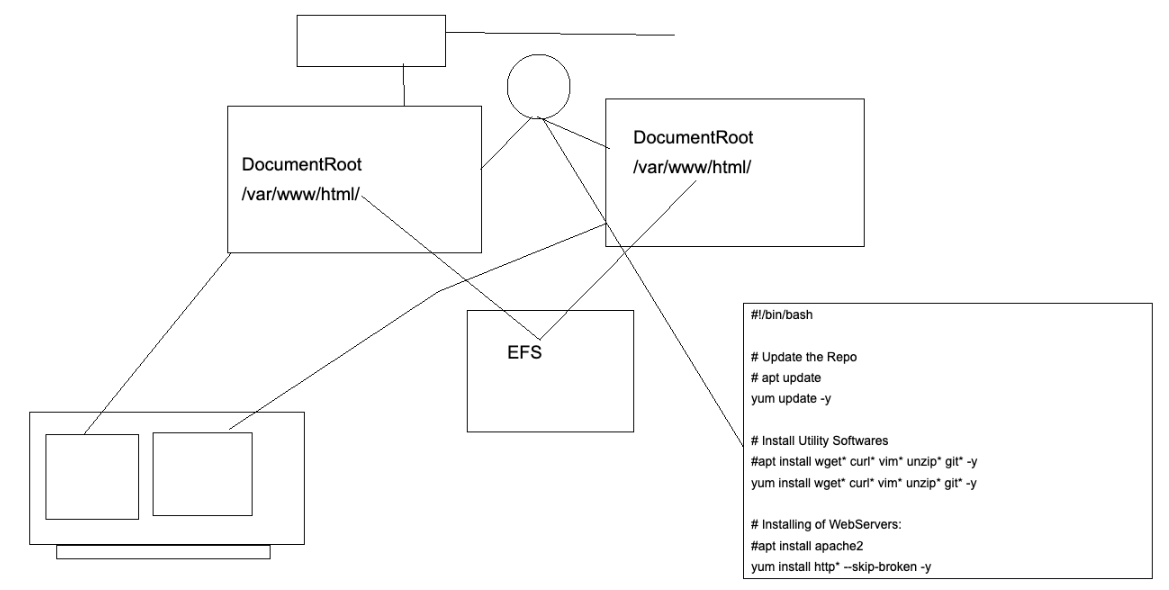 DocumentRoot
/var/www/html/
DocumentRoot
/var/www/html/
EFS
#!/bin/bash
# Update the Repo
# apt update
yum update -y
# Install Utility Softwares
#apt install wget* curl* vim* unzip* git* -y
yum install wget* curl* vim* unzip* git* -y
# Installing of WebServers:
#apt install apache2
yum install http* --skip-broken -y